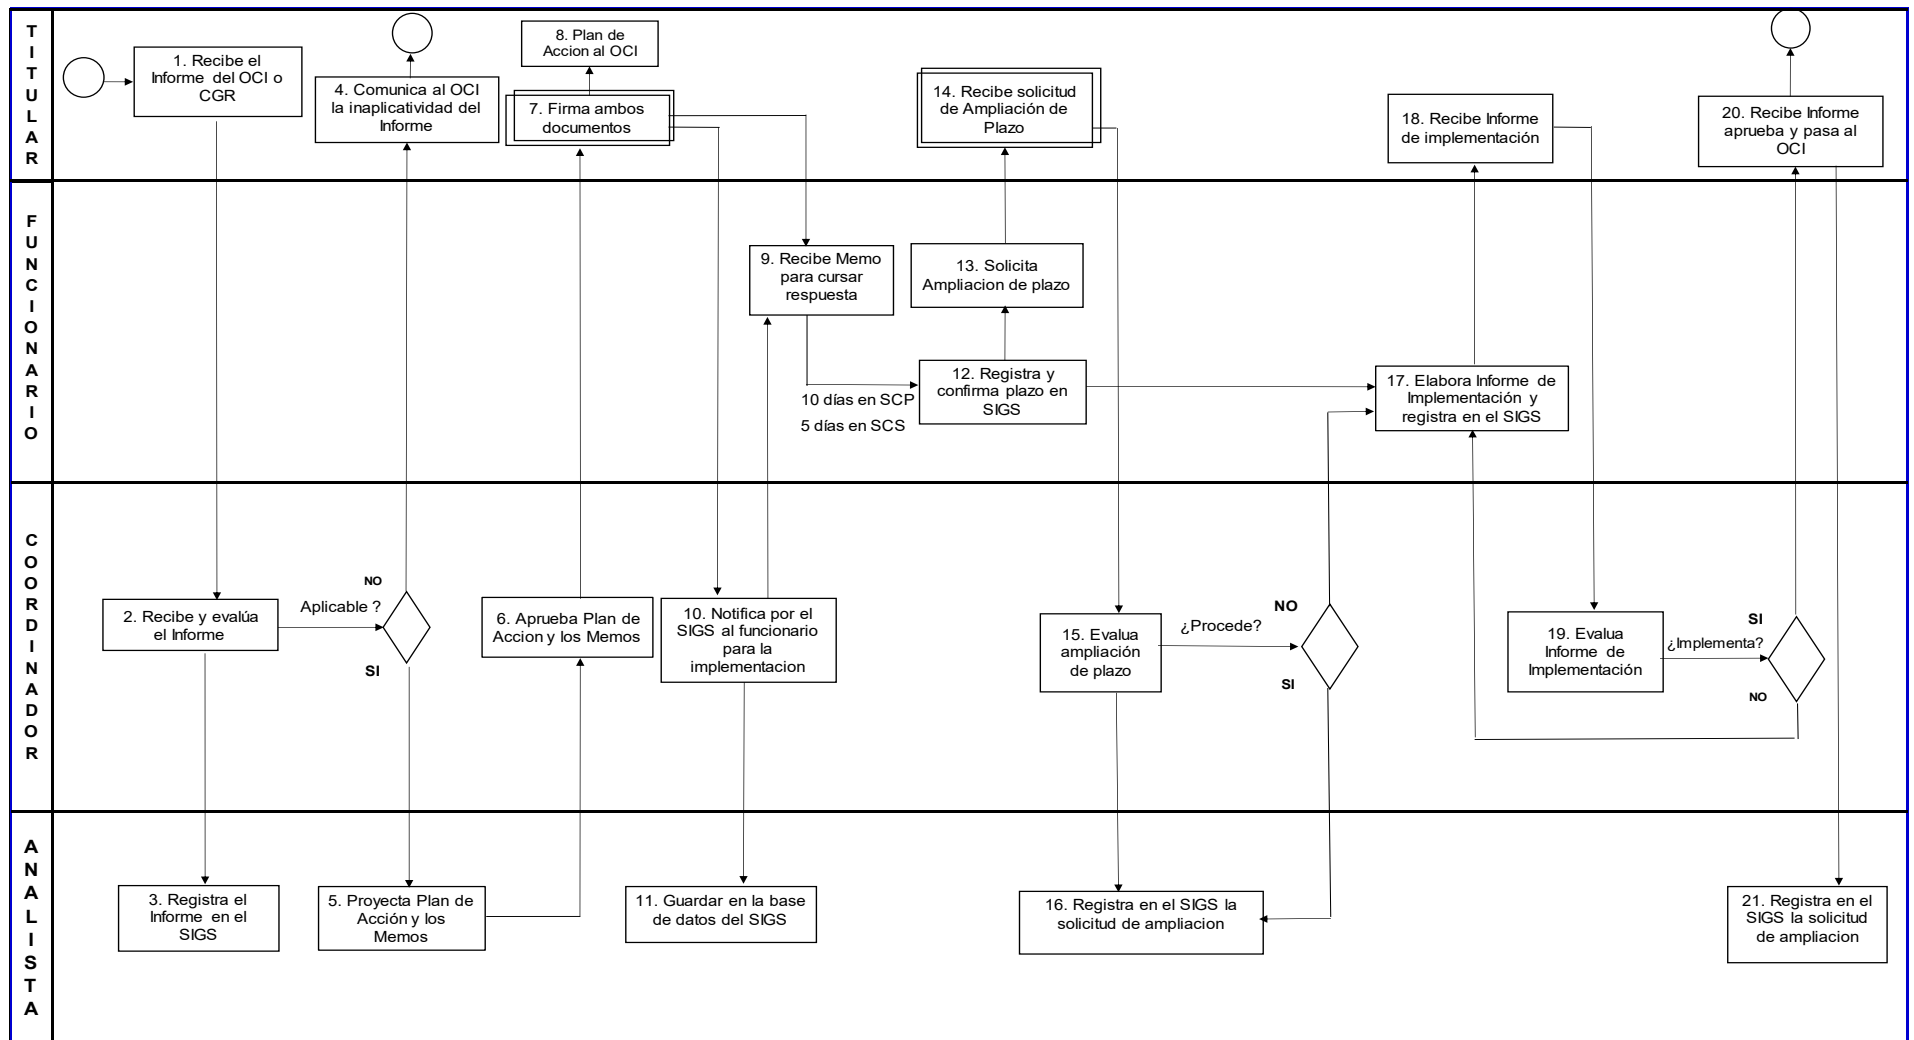 TITULAR
1. Recibe el
Informe del OCI o
CGR
4. Comunica al OCI
la inaplicatividad del
Informe
8. Plan de
Accion al OCI
7. Firma ambos
documentos
14. Recibe solicitud
de Ampliación de
Plazo
18. Recibe Informe
de implementación
20. Recibe Informe
aprueba y pasa al
OCI
FUNCIONARIO
9. Recibe Memo
para cursar
respuesta
13. Solicita
Ampliacion de plazo
10 días en SCP
5 días en SCS
12. Registra y
confirma plazo en
SIGS
17. Elabora Informe de
Implementación y
registra en el SIGS
COORDINADOR
2. Recibe y evalúa
el Informe
Aplicable ?
NO
SI
6. Aprueba Plan de
Accion y los Memos
10. Notifica por el
SIGS al funcionario
para la
implementacion
15. Evalua
ampliación
de plazo
¿Procede?
NO
SI
19. Evalua
Informe de
Implementación
¿Implementa?
SI
NO
ANALISTA
3. Registra el
Informe en el
SIGS
5. Proyecta Plan de
Acción y los
Memos
11. Guardar en la base
de datos del SIGS
16. Registra en el SIGS la
solicitud de ampliacion
21. Registra en el
SIGS la solicitud
de ampliacion